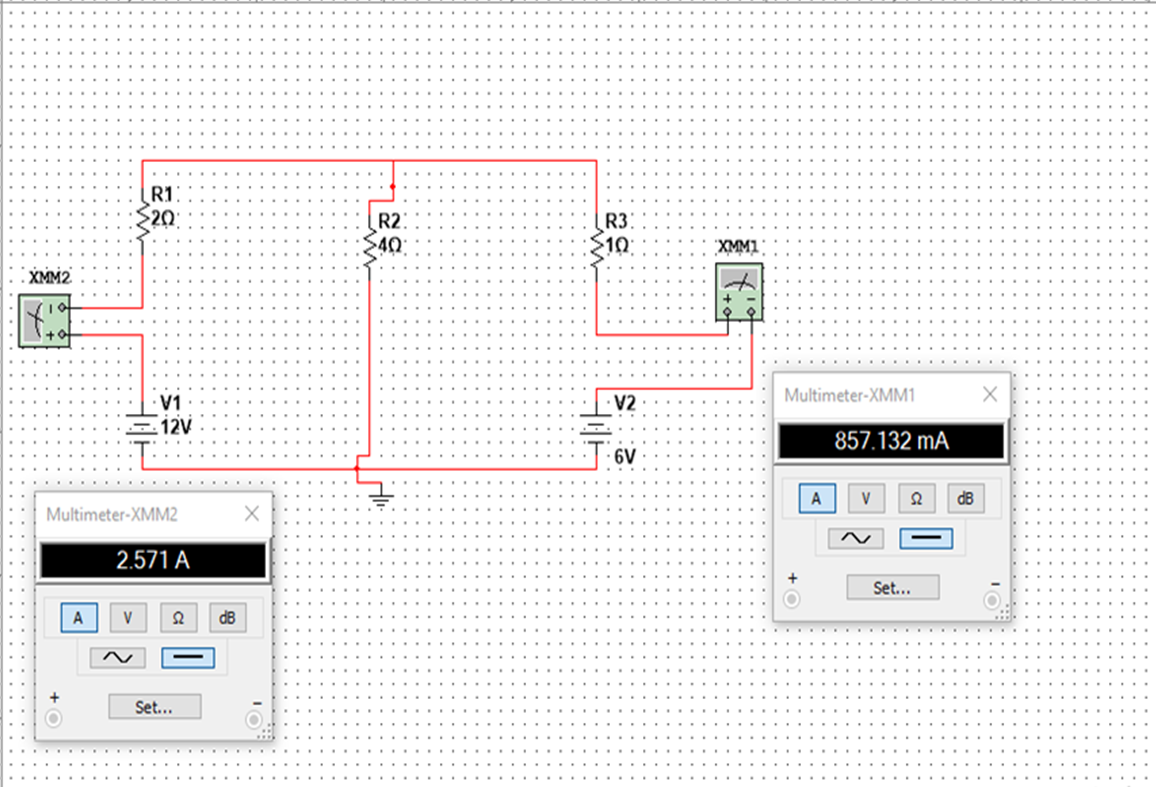 R1
2Ω
R2
4Ω
R3
1Ω
XMM1
+ −
XMM2
−
+
V1
12V
V2
6V
Multimeter-XMM1
857.132 mA
A V Ω dB
+ −
Set...
Multimeter-XMM2
2.571 A
A V Ω dB
+ −
Set...